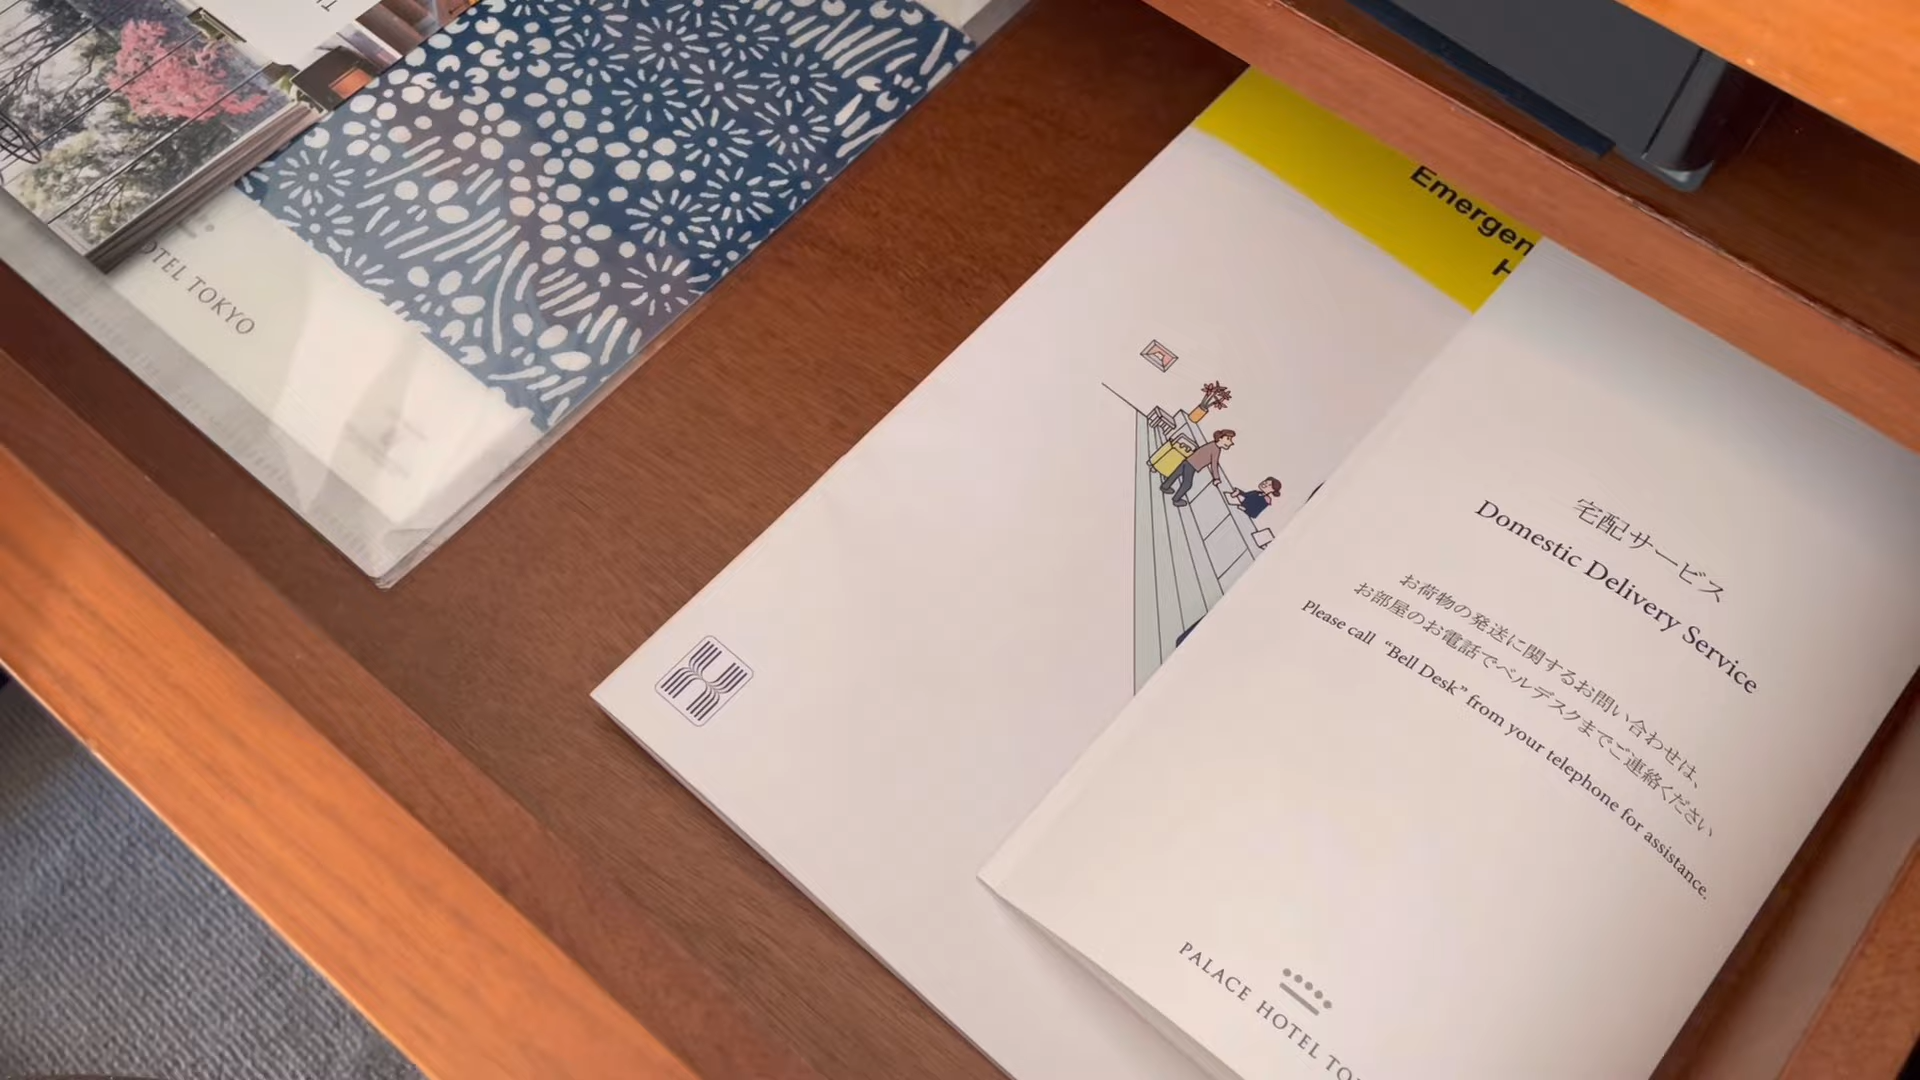 OTEL TOKYO
Emergen
H
宅配サービス
Domestic Delivery Service
お荷物の発送に関するお問い合わせは、
お部屋のお電話でベルデスクまでご連絡ください
Please call “Bell Desk” from your telephone for assistance.
PALACE HOTEL TO